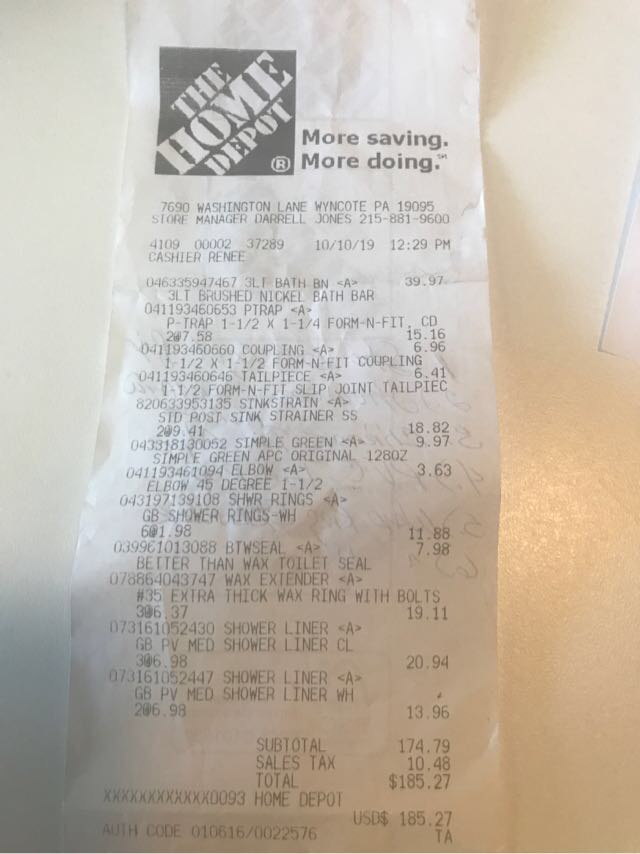 THE
HOME
DEPOT
®
More saving.
More doing.℠
7690 WASHINGTON LANE WYNCOTE PA 19095
STORE MANAGER DARRELL JONES 215-881-9600
4109 00002 37289 10/10/19 12:29 PM
CASHIER RENEE
046335947467 3LT BATH BN <A> 39.97
3LT BRUSHED NICKEL BATH BAR
041193460653 PTRAP <A>
P-TRAP 1-1/2 X 1-1/4 FORM-N-FIT, CD
2@7.58 15.16
041193460660 COUPLING <A> 6.96
1-1/2 X 1-1/2 FORM-N-FIT COUPLING
041193460646 TAILPIECE <A> 6.41
1-1/2 FORM-N-FIT SLIP JOINT TAILPIEC
820633953135 SINKSTRAIN <A>
STD POST SINK STRAINER SS
2@9.41 18.82
043318130052 SIMPLE GREEN <A> 9.97
SIMPLE GREEN APC ORIGINAL 128OZ
041193461094 ELBOW <A> 3.63
ELBOW 45 DEGREE 1-1/2
043197139108 SHWR RINGS <A>
GB SHOWER RINGS-WH
6@1.98 11.88
039961013088 BTWSEAL <A> 7.98
BETTER THAN WAX TOILET SEAL
078864043747 WAX EXTENDER <A>
#35 EXTRA THICK WAX RING WITH BOLTS
3@6.37 19.11
073161052430 SHOWER LINER <A>
GB PV MED SHOWER LINER CL
3@6.98 20.94
073161052447 SHOWER LINER <A>
GB PV MED SHOWER LINER WH
2@6.98 13.96
SUBTOTAL 174.79
SALES TAX 10.48
TOTAL $185.27
XXXXXXXXXXXX0093 HOME DEPOT
USD$ 185.27
AUTH CODE 010616/0022576 TA